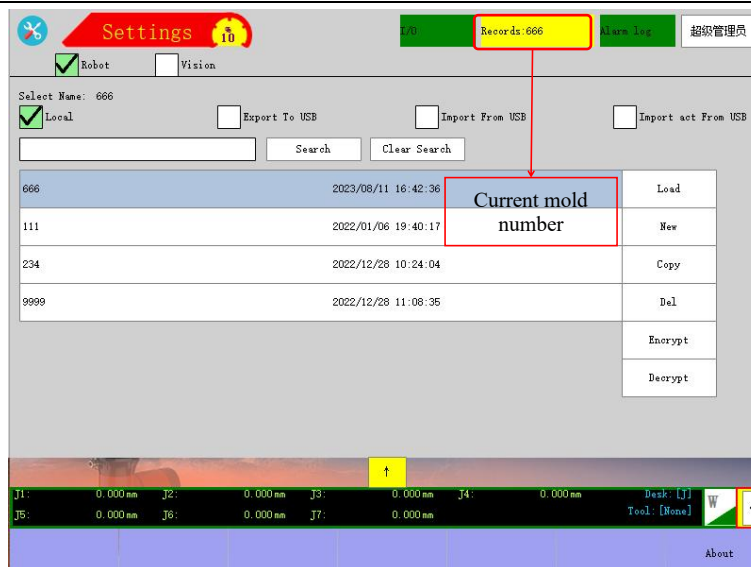 Settings 10 I/O Records:666 Alarm log 超级管理员
Robot Vision
Select Name: 666
Local Export To USB Import From USB Import act From USB
Search Clear Search
666 2023/08/11 16:42:36 Load
Current mold
number
111 2022/01/06 19:40:17 New
234 2022/12/28 10:24:04 Copy
9999 2022/12/28 11:08:35 Del
Encrypt
Decrypt
↑
J1: 0.000 mm J2: 0.000 mm J3: 0.000 mm J4: 0.000 mm Desk: [J]
J5: 0.000 mm J6: 0.000 mm J7: 0.000 mm Tool: [None]
W
About